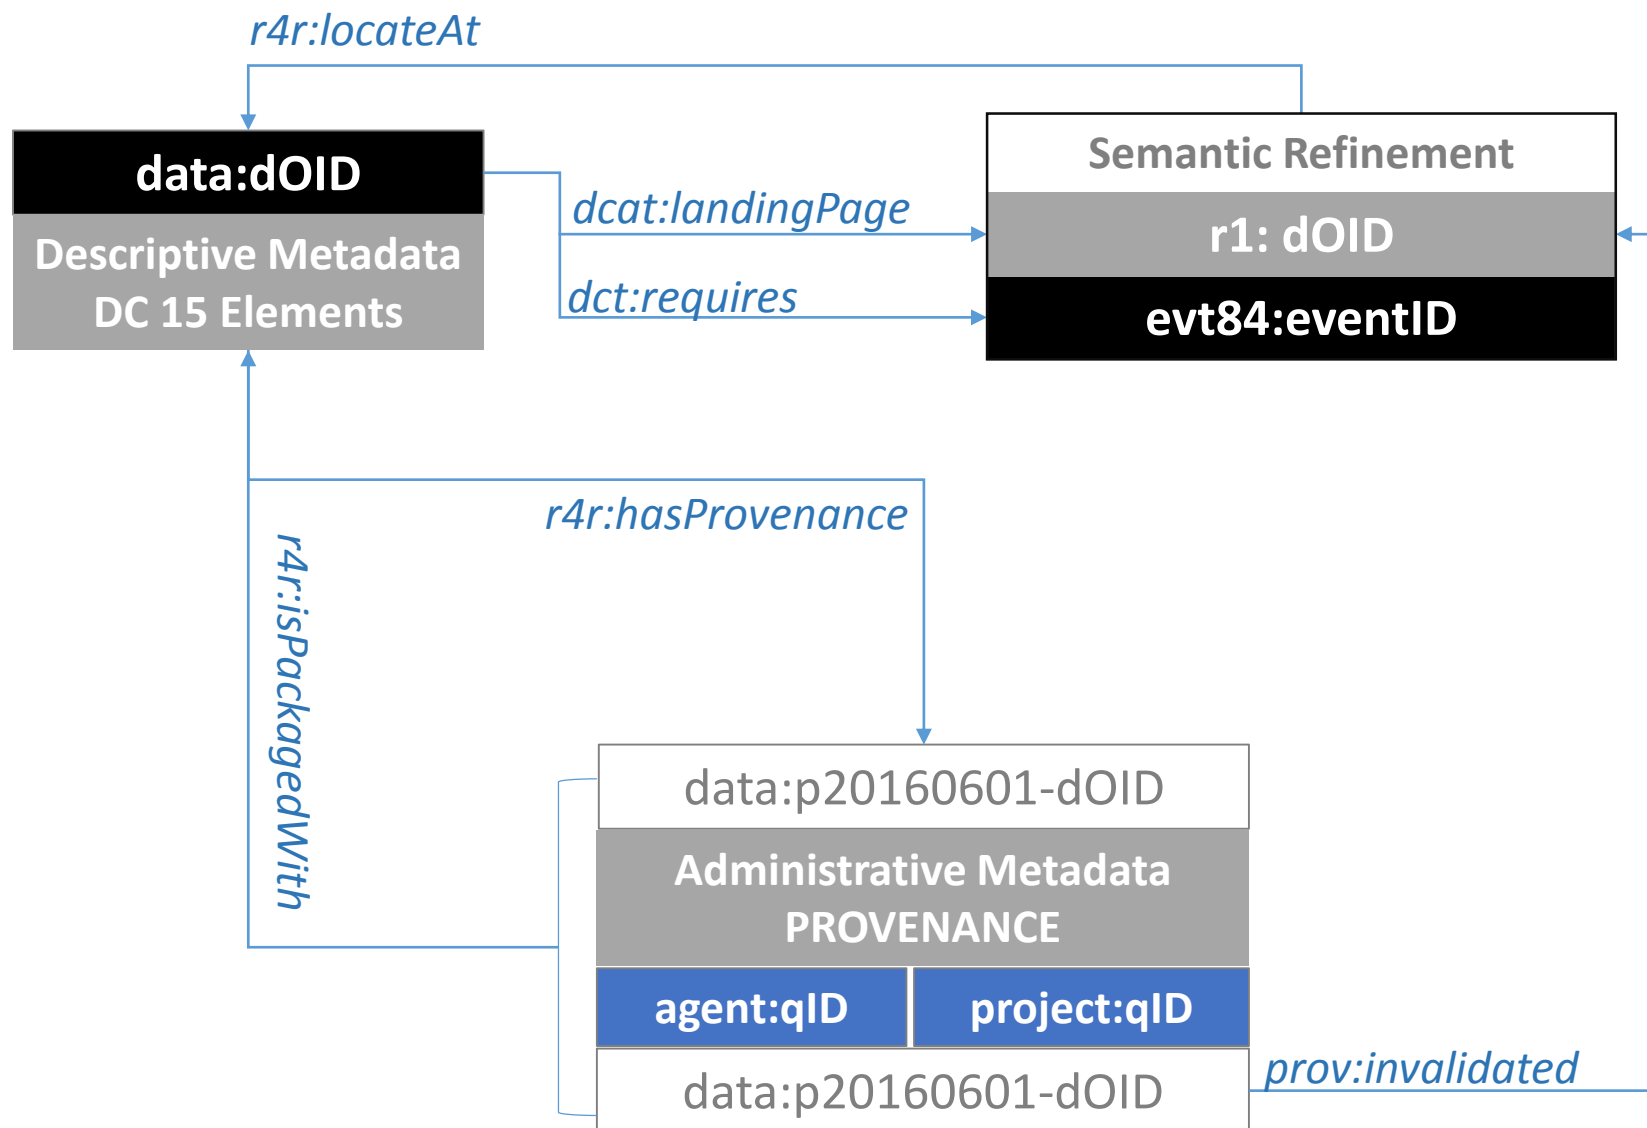 r4r:locateAt
data:dOID
Descriptive Metadata
DC 15 Elements
dcat:landingPage
dct:requires
Semantic Refinement
r1: dOID
evt84:eventID
r4r:hasProvenance
r4r:isPackagedWith
data:p20160601-dOID
Administrative Metadata
PROVENANCE
agent:qID
project:qID
data:p20160601-dOID
prov:invalidated